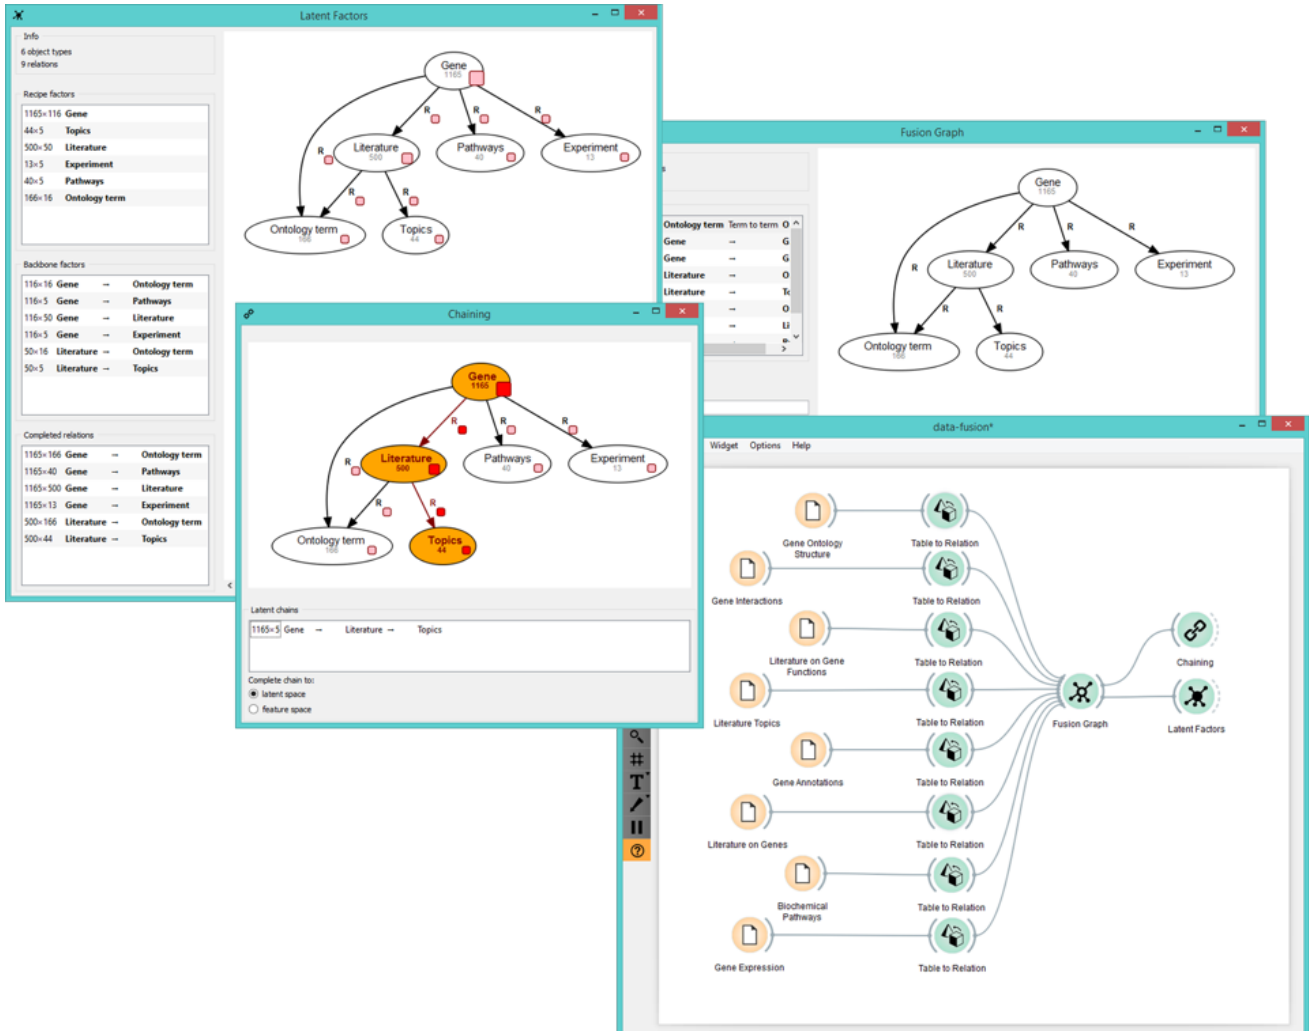 Latent Factors
Info
6 object types
9 relations
Recipe factors
1165×116 Gene
44×5 Topics
500×50 Literature
13×5 Experiment
40×5 Pathways
166×16 Ontology term
Backbone factors
116×16 Gene → Ontology term
116×5 Gene → Pathways
116×50 Gene → Literature
116×5 Gene → Experiment
50×16 Literature → Ontology term
50×5 Literature → Topics
Completed relations
1165×166 Gene → Ontology term
1165×40 Gene → Pathways
1165×500 Gene → Literature
1165×13 Gene → Experiment
500×166 Literature → Ontology term
500×44 Literature → Topics
Gene
1165
R R R
Literature
500
Pathways
40
Experiment
13
R R R
Ontology term
166
Topics
44
Fusion Graph
s
Ontology term Term to term O
Gene → G
Gene → G
Literature → O
Literature → To
→ O
→ Li
Gene
1165
R R R
Literature
500
Pathways
40
Experiment
13
R R R
Ontology term
166
Topics
44
Chaining
Gene
1165
R R R
Literature
500
Pathways
40
Experiment
13
R R R
Ontology term
166
Topics
44
Latent chains
1165×5 Gene → Literature → Topics
Complete chain to:
latent space
feature space
data-fusion*
Widget Options Help
Gene Ontology
Structure
Table to Relation
Gene Interactions
Table to Relation
Literature on Gene
Functions
Table to Relation
Chaining
Literature Topics
Table to Relation
Fusion Graph
Latent Factors
Gene Annotations
Table to Relation
Literature on Genes
Table to Relation
Biochemical
Pathways
Table to Relation
Gene Expression
Table to Relation